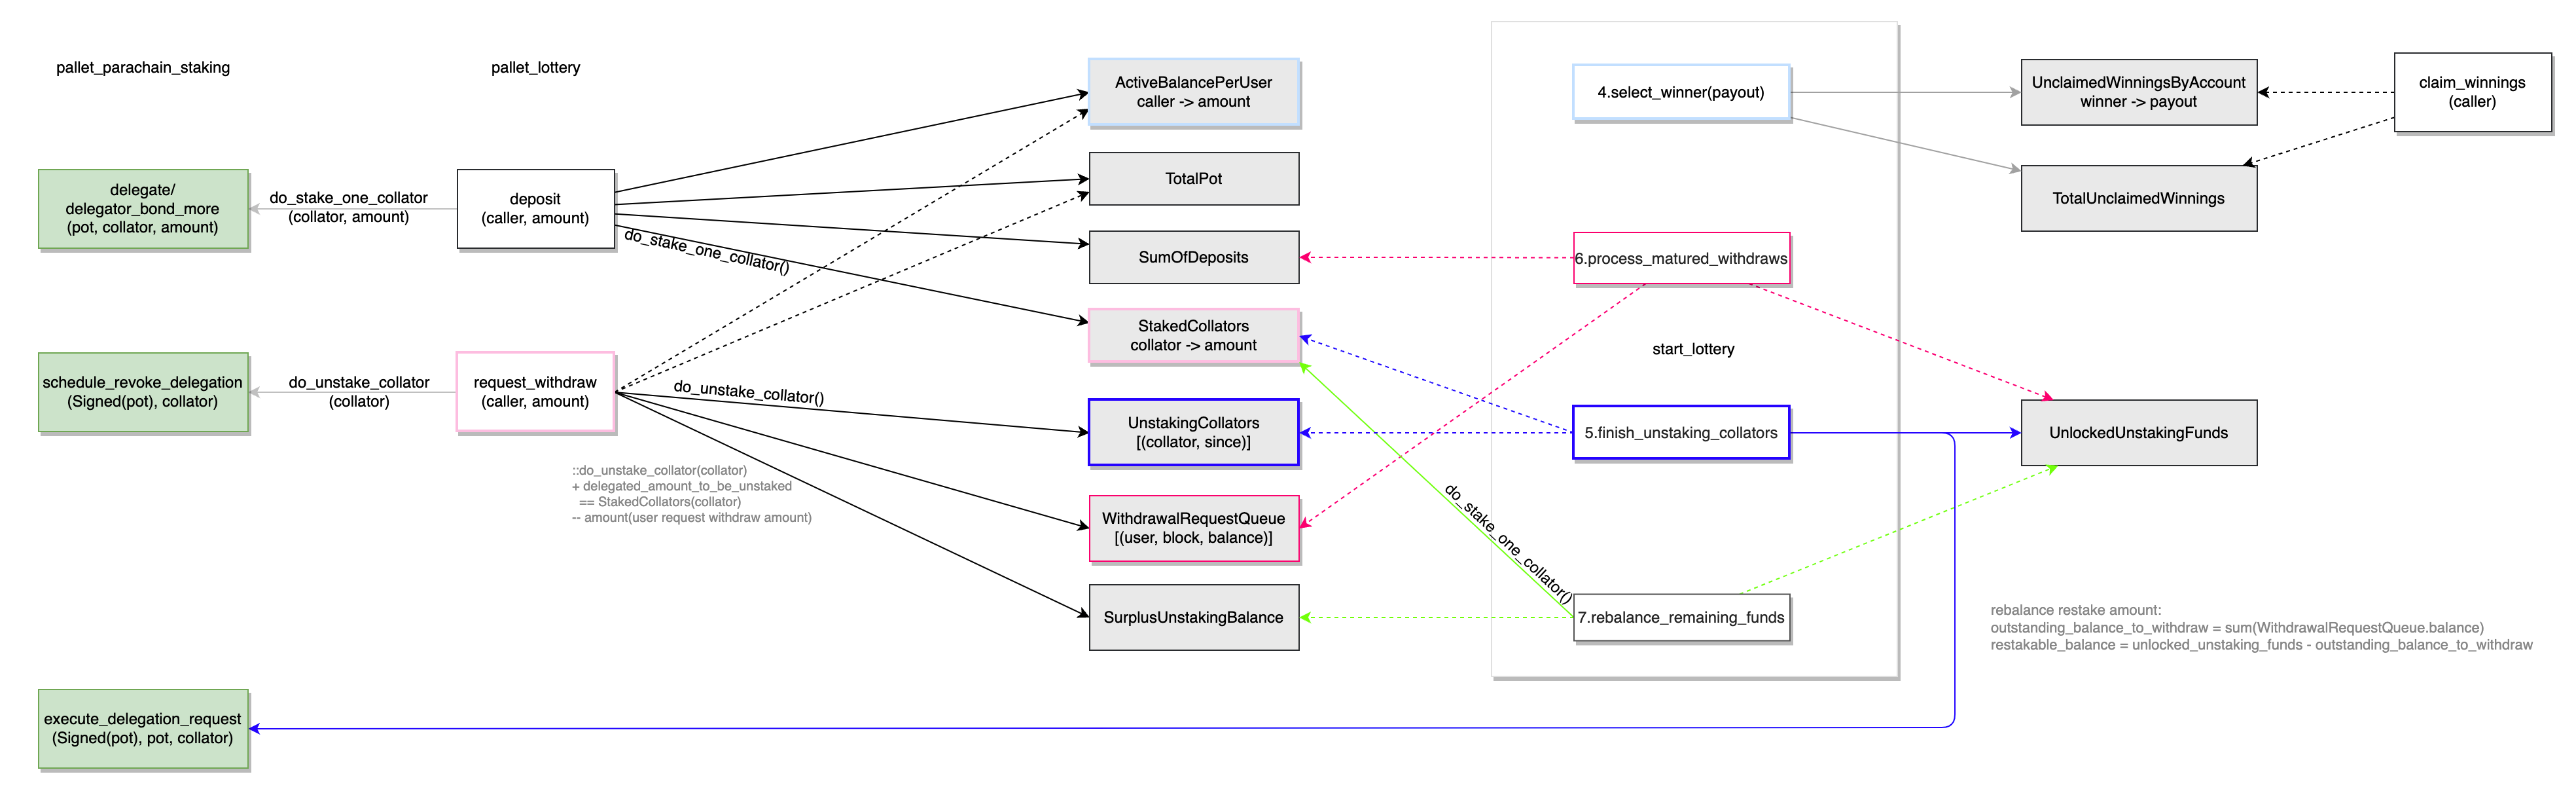 pallet_parachain_staking
pallet_lottery
delegate/
delegator_bond_more
(pot, collator, amount)
do_stake_one_collator
(collator, amount)
deposit
(caller, amount)
do_stake_one_collator()
schedule_revoke_delegation
(Signed(pot), collator)
do_unstake_collator
(collator)
request_withdraw
(caller, amount)
do_unstake_collator()
::do_unstake_collator(collator)
+ delegated_amount_to_be_unstaked
== StakedCollators(collator)
-- amount(user request withdraw amount)
execute_delegation_request
(Signed(pot), pot, collator)
ActiveBalancePerUser
caller -> amount
TotalPot
SumOfDeposits
StakedCollators
collator -> amount
UnstakingCollators
[(collator, since)]
WithdrawalRequestQueue
[(user, block, balance)]
SurplusUnstakingBalance
4.select_winner(payout)
6.process_matured_withdraws
start_lottery
5.finish_unstaking_collators
do_stake_one_collator()
7.rebalance_remaining_funds
UnclaimedWinningsByAccount
winner -> payout
TotalUnclaimedWinnings
claim_winnings
(caller)
UnlockedUnstakingFunds
rebalance restake amount:
outstanding_balance_to_withdraw = sum(WithdrawalRequestQueue.balance)
restakable_balance = unlocked_unstaking_funds - outstanding_balance_to_withdraw